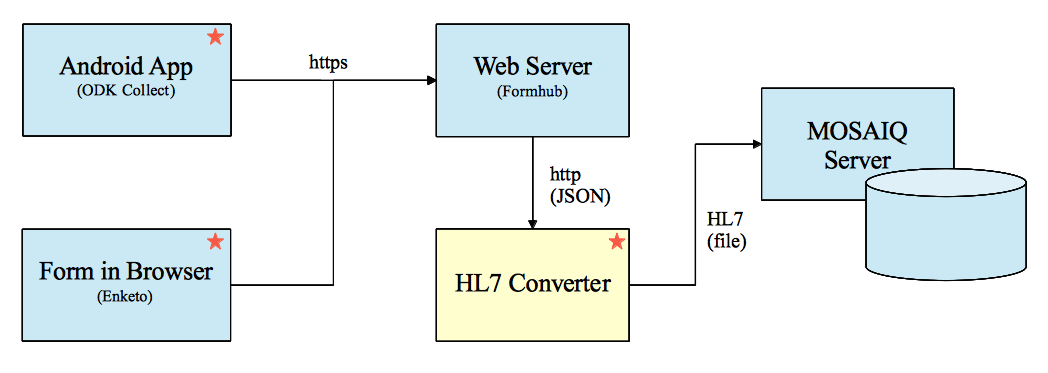 Android App
(ODK Collect)
https
Web Server
(Formhub)
MOSAIQ
Server
http
(JSON)
HL7
(file)
Form in Browser
(Enketo)
HL7 Converter